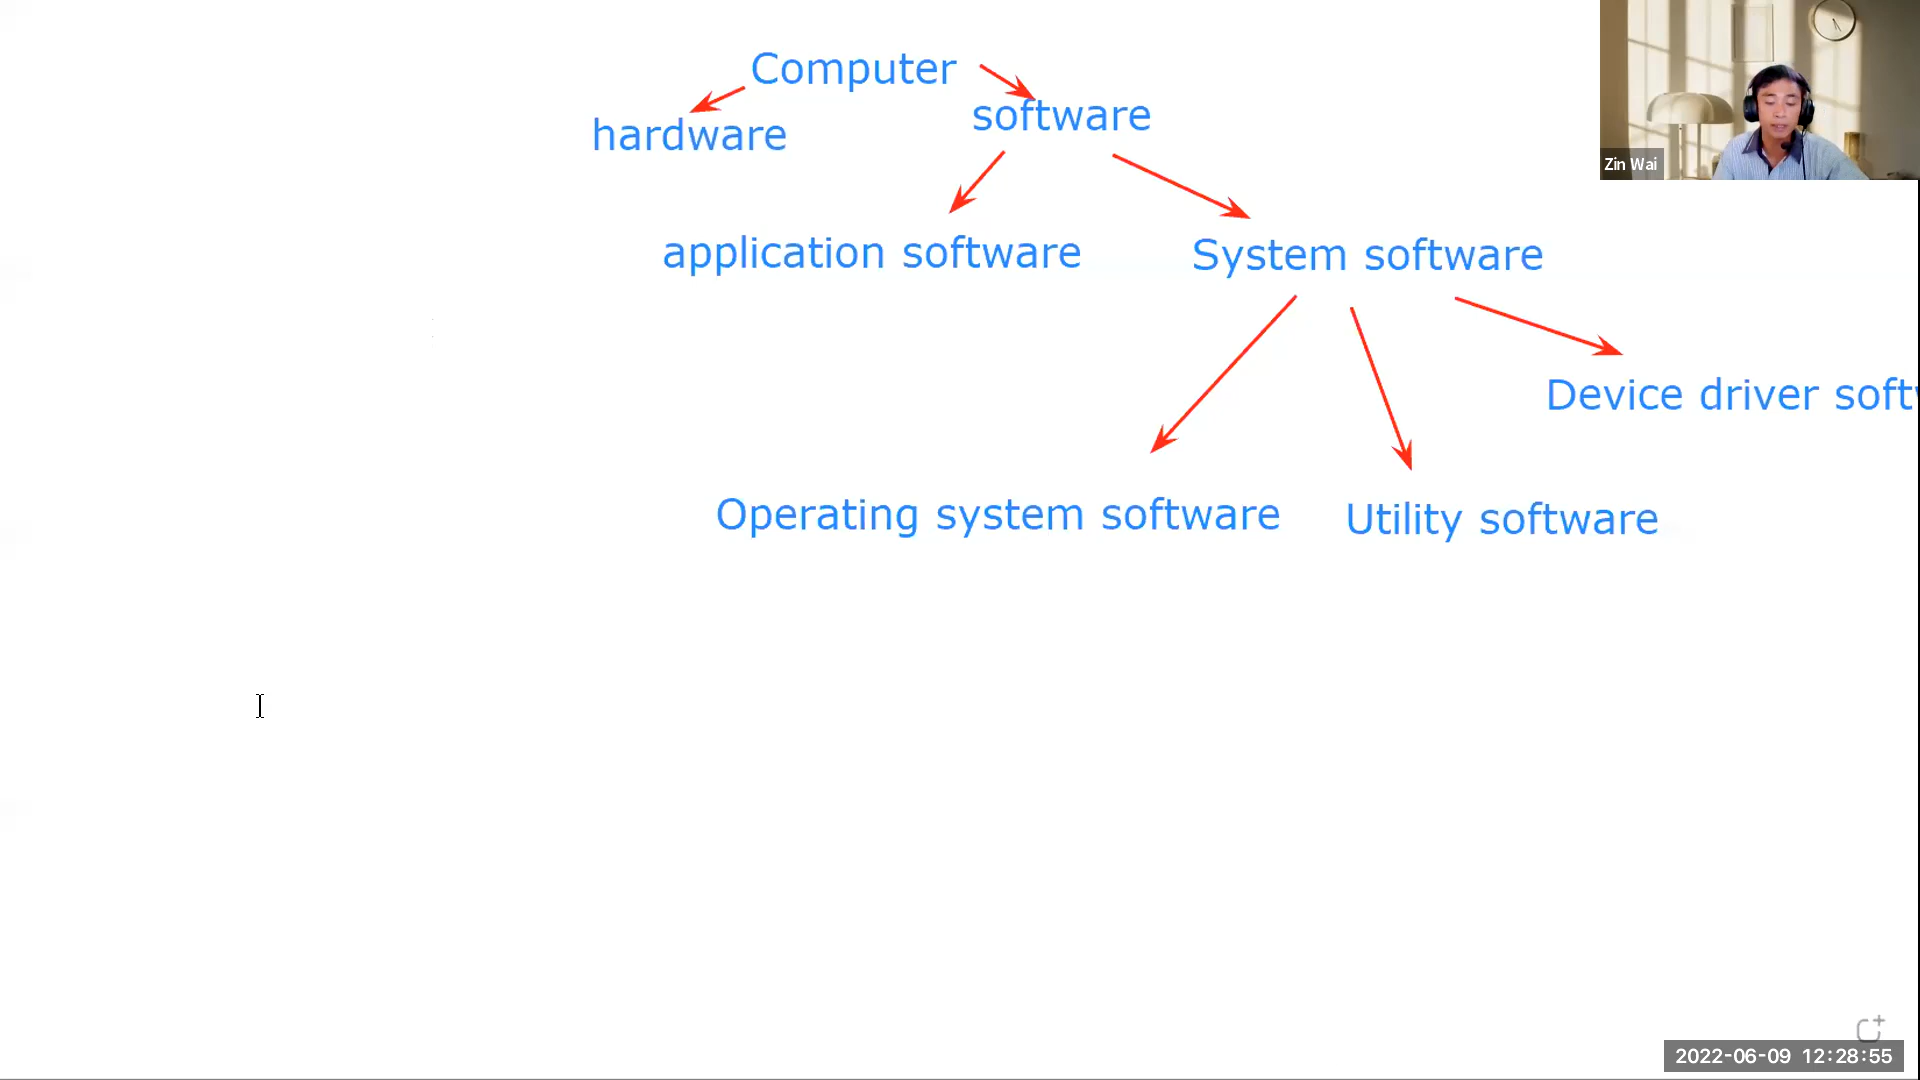 Computer
hardware
software
Zin Wai
application software
System software
Device driver soft
Operating system software
Utility software
2022-06-09 12:28:55